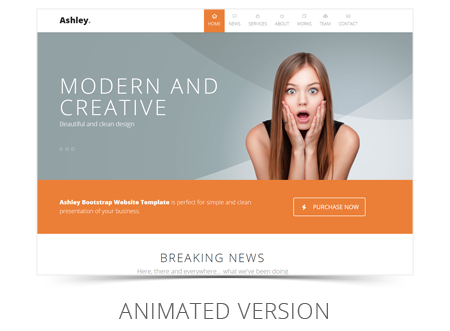 Ashley.
HOME NEWS SERVICES ABOUT WORKS TEAM CONTACT
MODERN AND
CREATIVE
Beautiful and clean design
Ashley Bootstrap Website Template is perfect for simple and clean
presentation of your business.
PURCHASE NOW
BREAKING NEWS
Here, there and everywhere... what we've been doing
ANIMATED VERSION